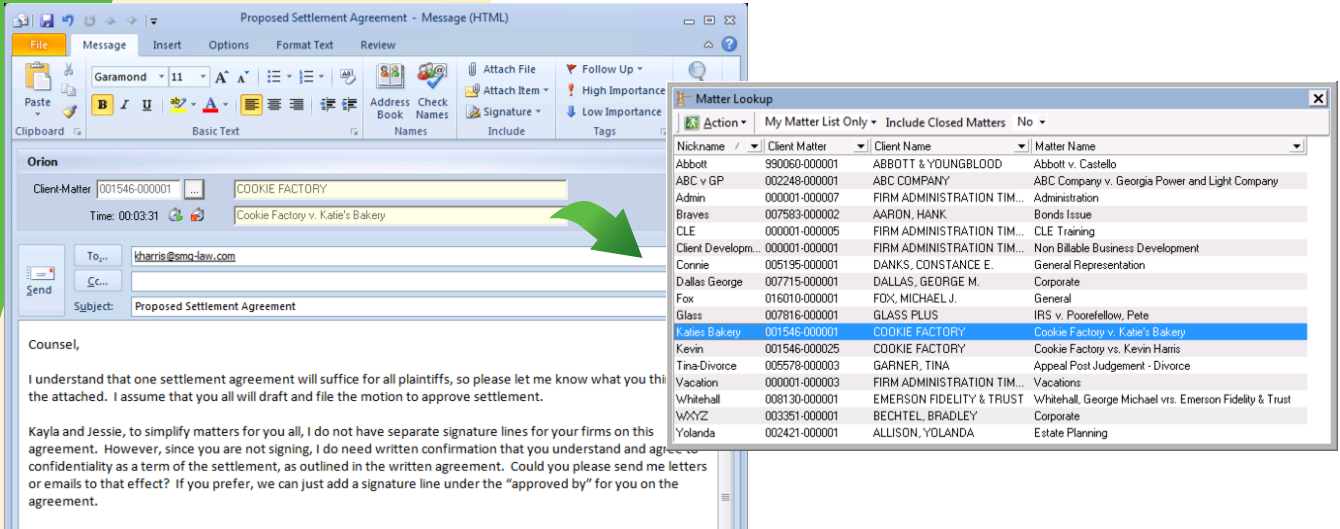 Proposed Settlement Agreement - Message (HTML)
File Message Insert Options Format Text Review
Paste
Clipboard
Garamond 11 A A
B I U ab A
Basic Text
Address Book
Check Names
Names
Attach File
Attach Item
Signature
Include
Follow Up
High Importance
Low Importance
Tags
Orion
Client-Matter 001546-000001 ... COOKIE FACTORY
Time: 00:03:31 Cookie Factory v. Katie's Bakery
Send
To... kharris@smq-law.com
Cc...
Subject: Proposed Settlement Agreement
Counsel,
I understand that one settlement agreement will suffice for all plaintiffs, so please let me know what you thi
the attached. I assume that you all will draft and file the motion to approve settlement.
Kayla and Jessie, to simplify matters for you all, I do not have separate signature lines for your firms on this
agreement. However, since you are not signing, I do need written confirmation that you understand and agree to
confidentiality as a term of the settlement, as outlined in the written agreement. Could you please send me letters
or emails to that effect? If you prefer, we can just add a signature line under the “approved by” for you on the
agreement.
Matter Lookup
Action My Matter List Only Include Closed Matters No
Nickname / Client Matter Client Name Matter Name
Abbott 990060-000001 ABBOTT & YOUNGBLOOD Abbott v. Castello
ABC v GP 002248-000001 ABC COMPANY ABC Company v. Georgia Power and Light Company
Admin 000001-000007 FIRM ADMINISTRATION TIM... Administration
Braves 007583-000002 AARON, HANK Bonds Issue
CLE 000001-000005 FIRM ADMINISTRATION TIM... CLE Training
Client Developm... 000001-000001 FIRM ADMINISTRATION TIM... Non Billable Business Development
Connie 005195-000001 DANKS, CONSTANCE E. General Representation
Dallas George 007715-000001 DALLAS, GEORGE M. Corporate
Fox 016010-000001 FOX, MICHAEL J. General
Glass 007816-000001 GLASS PLUS IRS v. Poorefellow, Pete
Katies Bakery 001546-000001 COOKIE FACTORY Cookie Factory v. Katie's Bakery
Kevin 001546-000025 COOKIE FACTORY Cookie Factory vs. Kevin Harris
Tina-Divorce 005578-000003 GARNER, TINA Appeal Post Judgement - Divorce
Vacation 000001-000003 FIRM ADMINISTRATION TIM... Vacations
Whitehall 008130-000001 EMERSON FIDELITY & TRUST Whitehall, George Michael vrs. Emerson Fidelity & Trust
WXYZ 003351-000001 BECHTEL, BRADLEY Corporate
Yolanda 002421-000001 ALLISON, YOLANDA Estate Planning